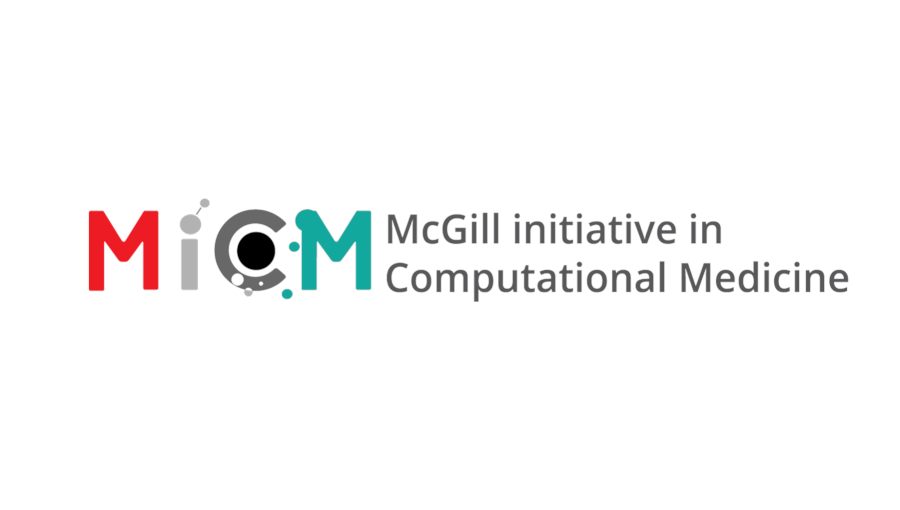 MiCM
McGill initiative in
Computational Medicine